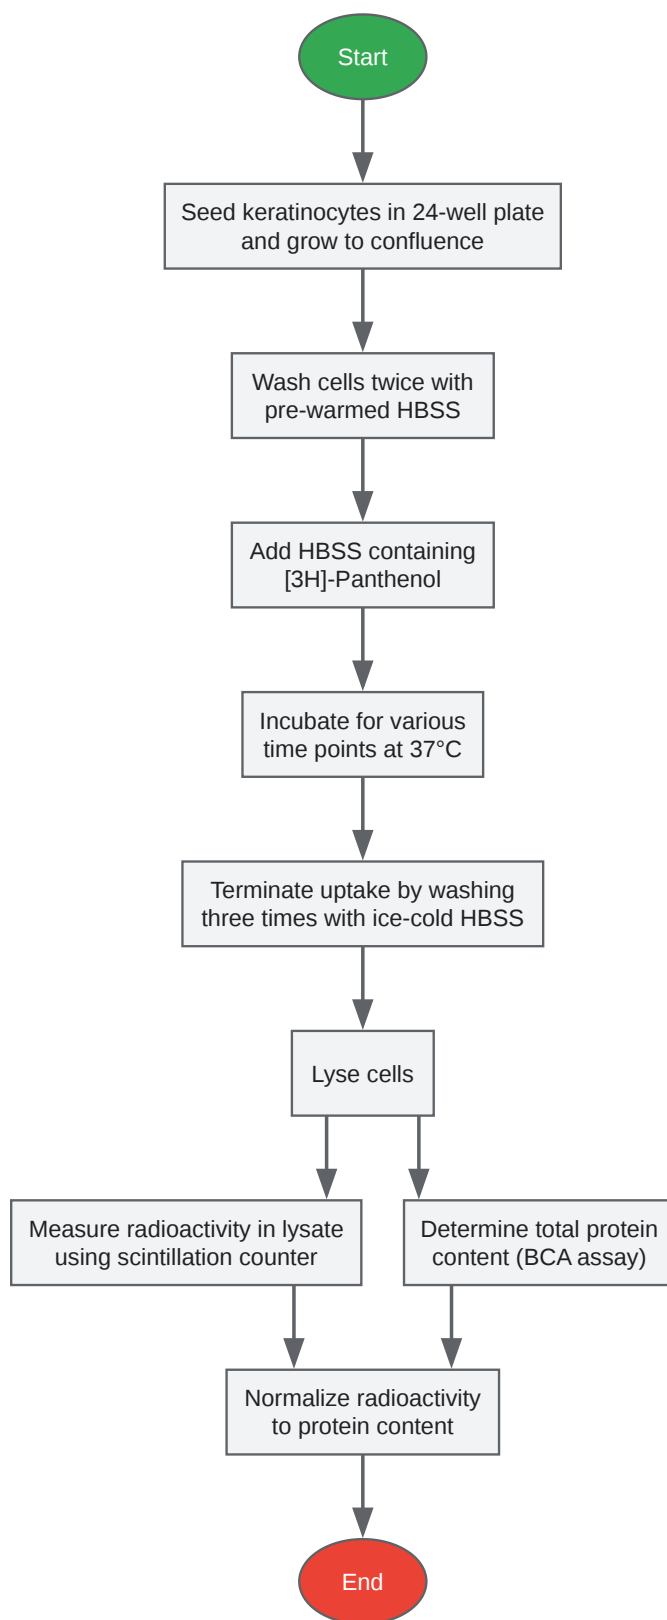 Start
Seed keratinocytes in 24-well plate
and grow to confluence
Wash cells twice with
pre-warmed HBSS
Add HBSS containing
[3H]-Panthenol
Incubate for various
time points at 37°C
Terminate uptake by washing
three times with ice-cold HBSS
Lyse cells
Measure radioactivity in lysate
using scintillation counter
Determine total protein
content (BCA assay)
Normalize radioactivity
to protein content
End